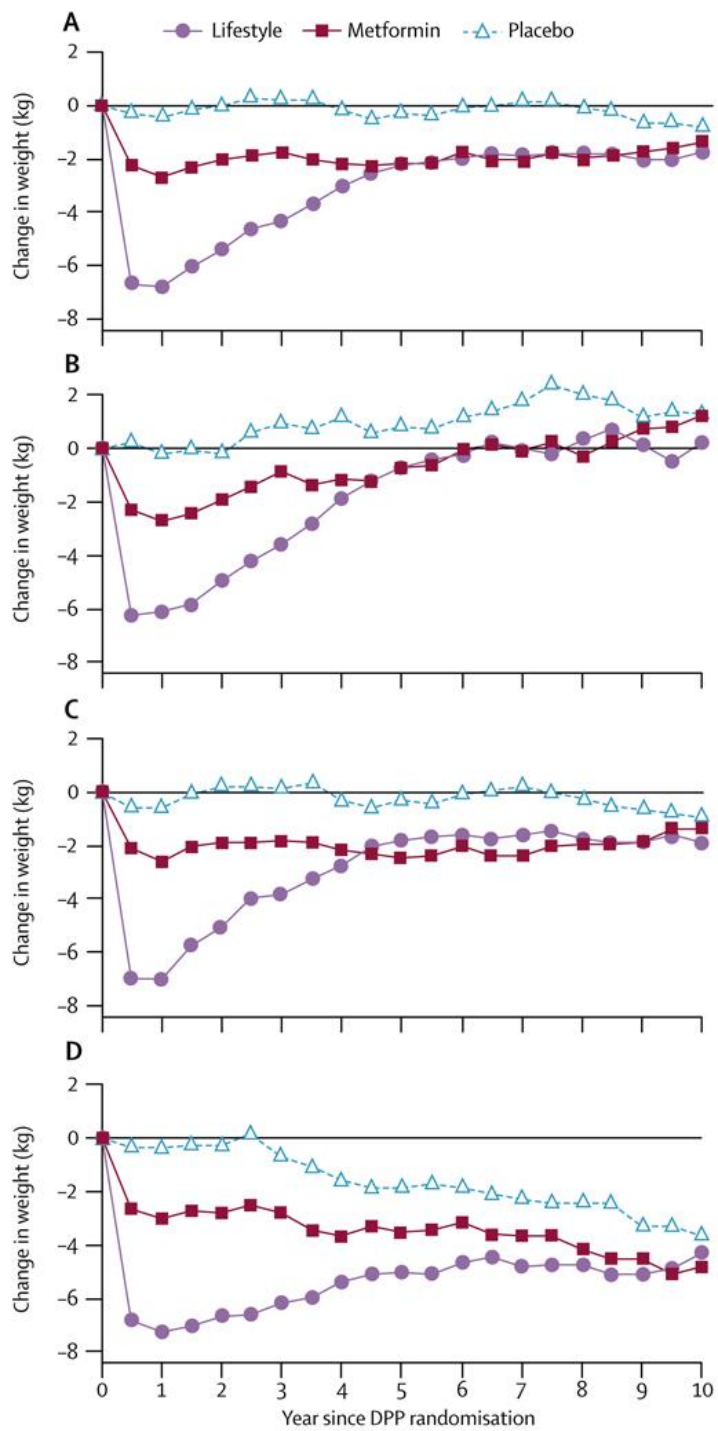 A
Lifestyle Metformin Placebo
2
0
–2
–4
–6
–8
Change in weight (kg)
B
2
0
–2
–4
–6
–8
Change in weight (kg)
C
2
0
–2
–4
–6
–8
Change in weight (kg)
D
2
0
–2
–4
–6
–8
Change in weight (kg)
0 1 2 3 4 5 6 7 8 9 10
Year since DPP randomisation